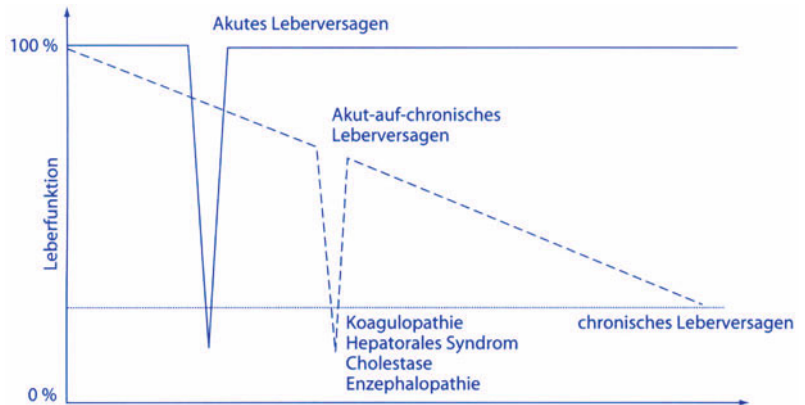 Akutes Leberversagen
100 %
Akut-auf-chronisches
Leberversagen
Leberfunktion
Koagulopathie
Hepatorales Syndrom
Cholestase
Enzephalopathie
chronisches Leberversagen
0 %